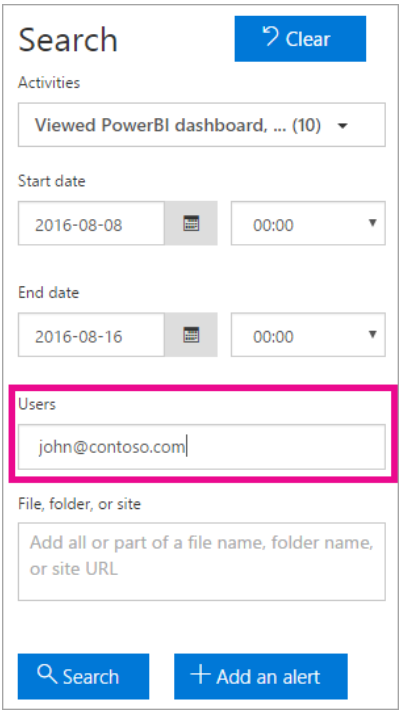 Search
Clear
Activities
Viewed PowerBI dashboard, ... (10)
Start date
2016-08-08
00:00
End date
2016-08-16
00:00
Users
john@contoso.com
File, folder, or site
Add all or part of a file name, folder name,
or site URL
Search
Add an alert